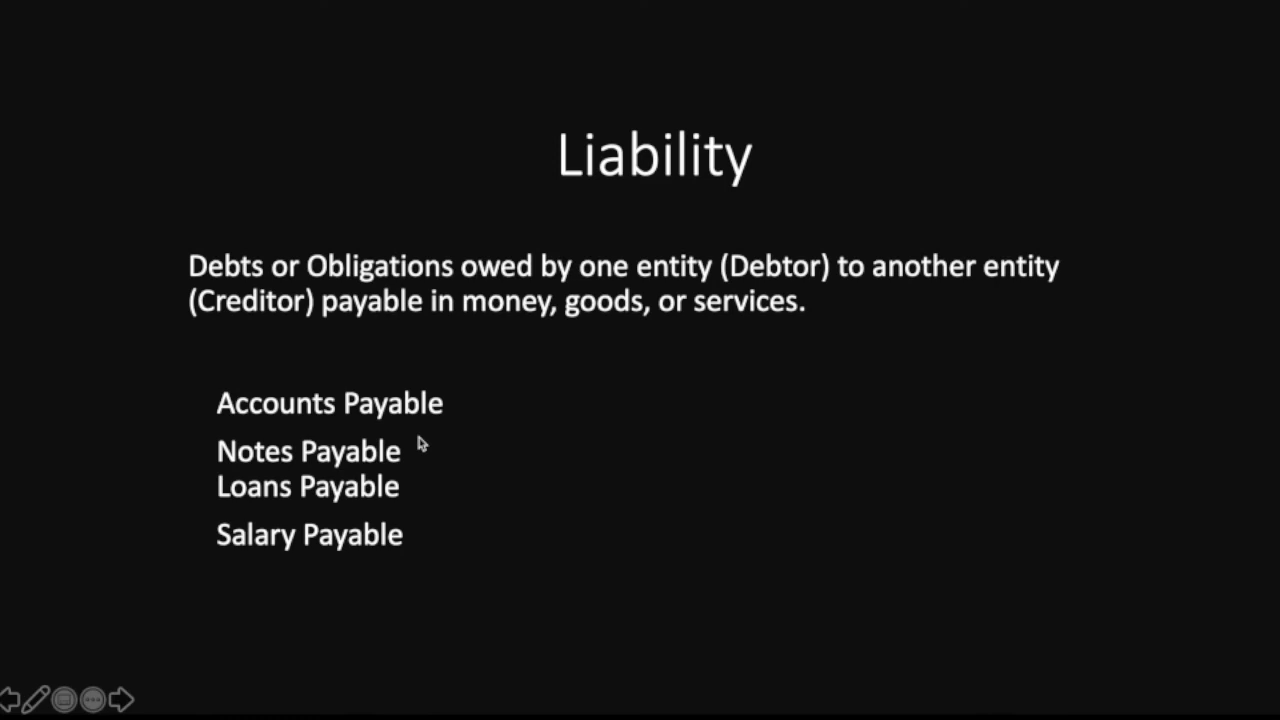 Liability
Debts or Obligations owed by one entity (Debtor) to another entity
(Creditor) payable in money, goods, or services.
Accounts Payable
Notes Payable
Loans Payable
Salary Payable